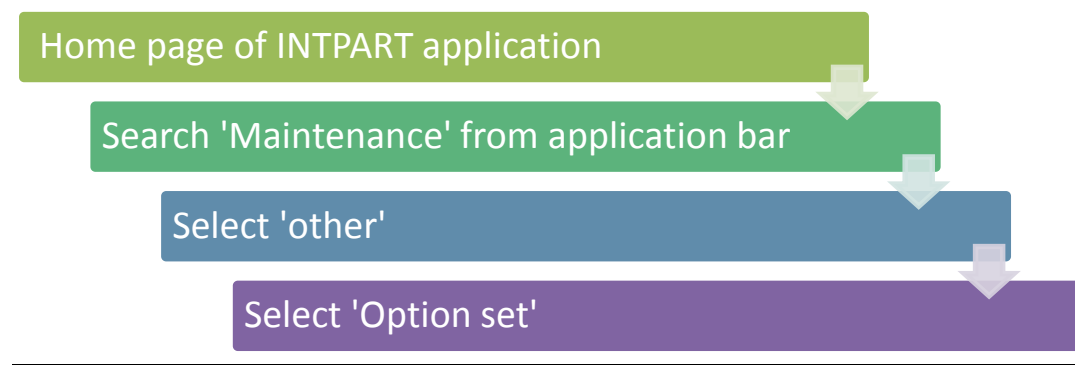 Home page of INTPART application
Search 'Maintenance' from application bar
Select 'other'
Select 'Option set'